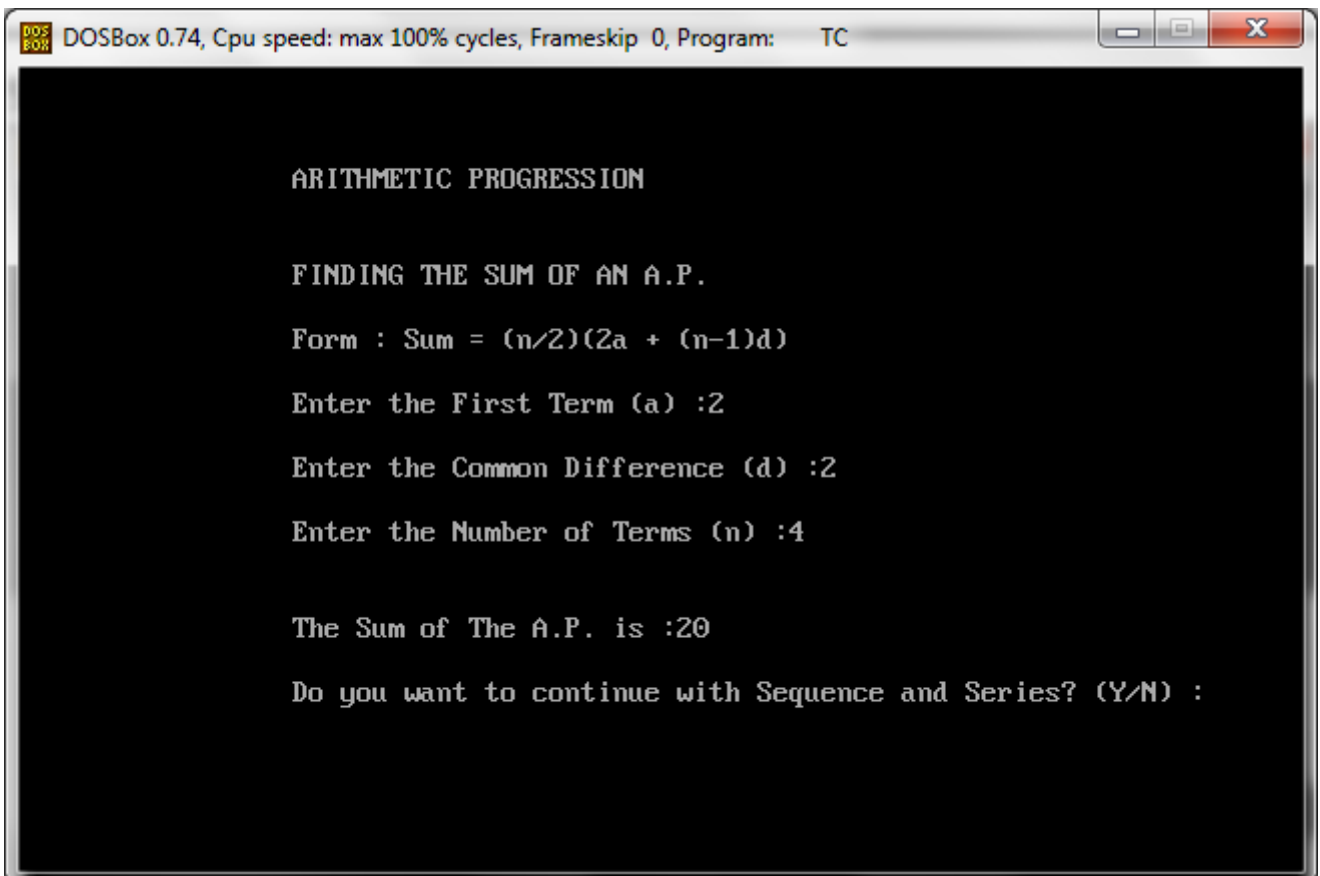 DOS BOX DOSBox 0.74, Cpu speed: max 100% cycles, Frameskip 0, Program: TC
ARITHMETIC PROGRESSION
FINDING THE SUM OF AN A.P.
Form : Sum = (n/2)(2a + (n-1)d)
Enter the First Term (a) :2
Enter the Common Difference (d) :2
Enter the Number of Terms (n) :4
The Sum of The A.P. is :20
Do you want to continue with Sequence and Series? (Y/N) :